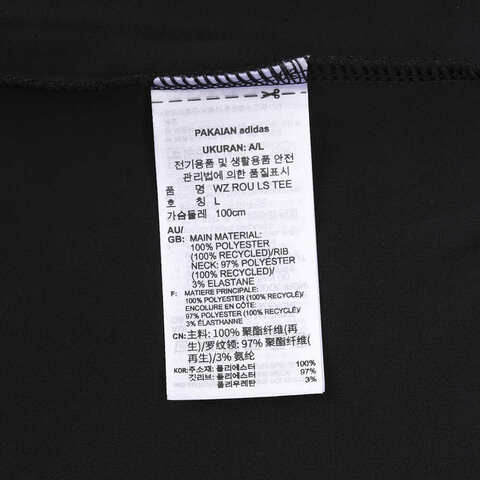 PAKAIAN adidas
UKURAN: A/L
전기용품 및 생활용품 안전
관리법에 의한 품질표시
품 명 WZ ROU LS TEE
호 칭 L
가슴둘레 100cm
AU/
GB: MAIN MATERIAL:
100% POLYESTER
(100% RECYCLED)/RIB
NECK: 97% POLYESTER
(100% RECYCLED)/
3% ELASTANE
F: MATIERE PRINCIPALE:
100% POLYESTER (100% RECYCLÉ)/
ENCOLURE EN CÔTE:
97% POLYESTER (100% RECYCLÉ)/
3% ÉLASTHANNE
CN: 主料: 100% 聚酯纤维(再
生)/罗纹领: 97% 聚酯纤维(再
生)/3% 氨纶
KOR: 주소재: 폴리에스터 100%
깃리브: 폴리에스터 97%
폴리우레탄 3%